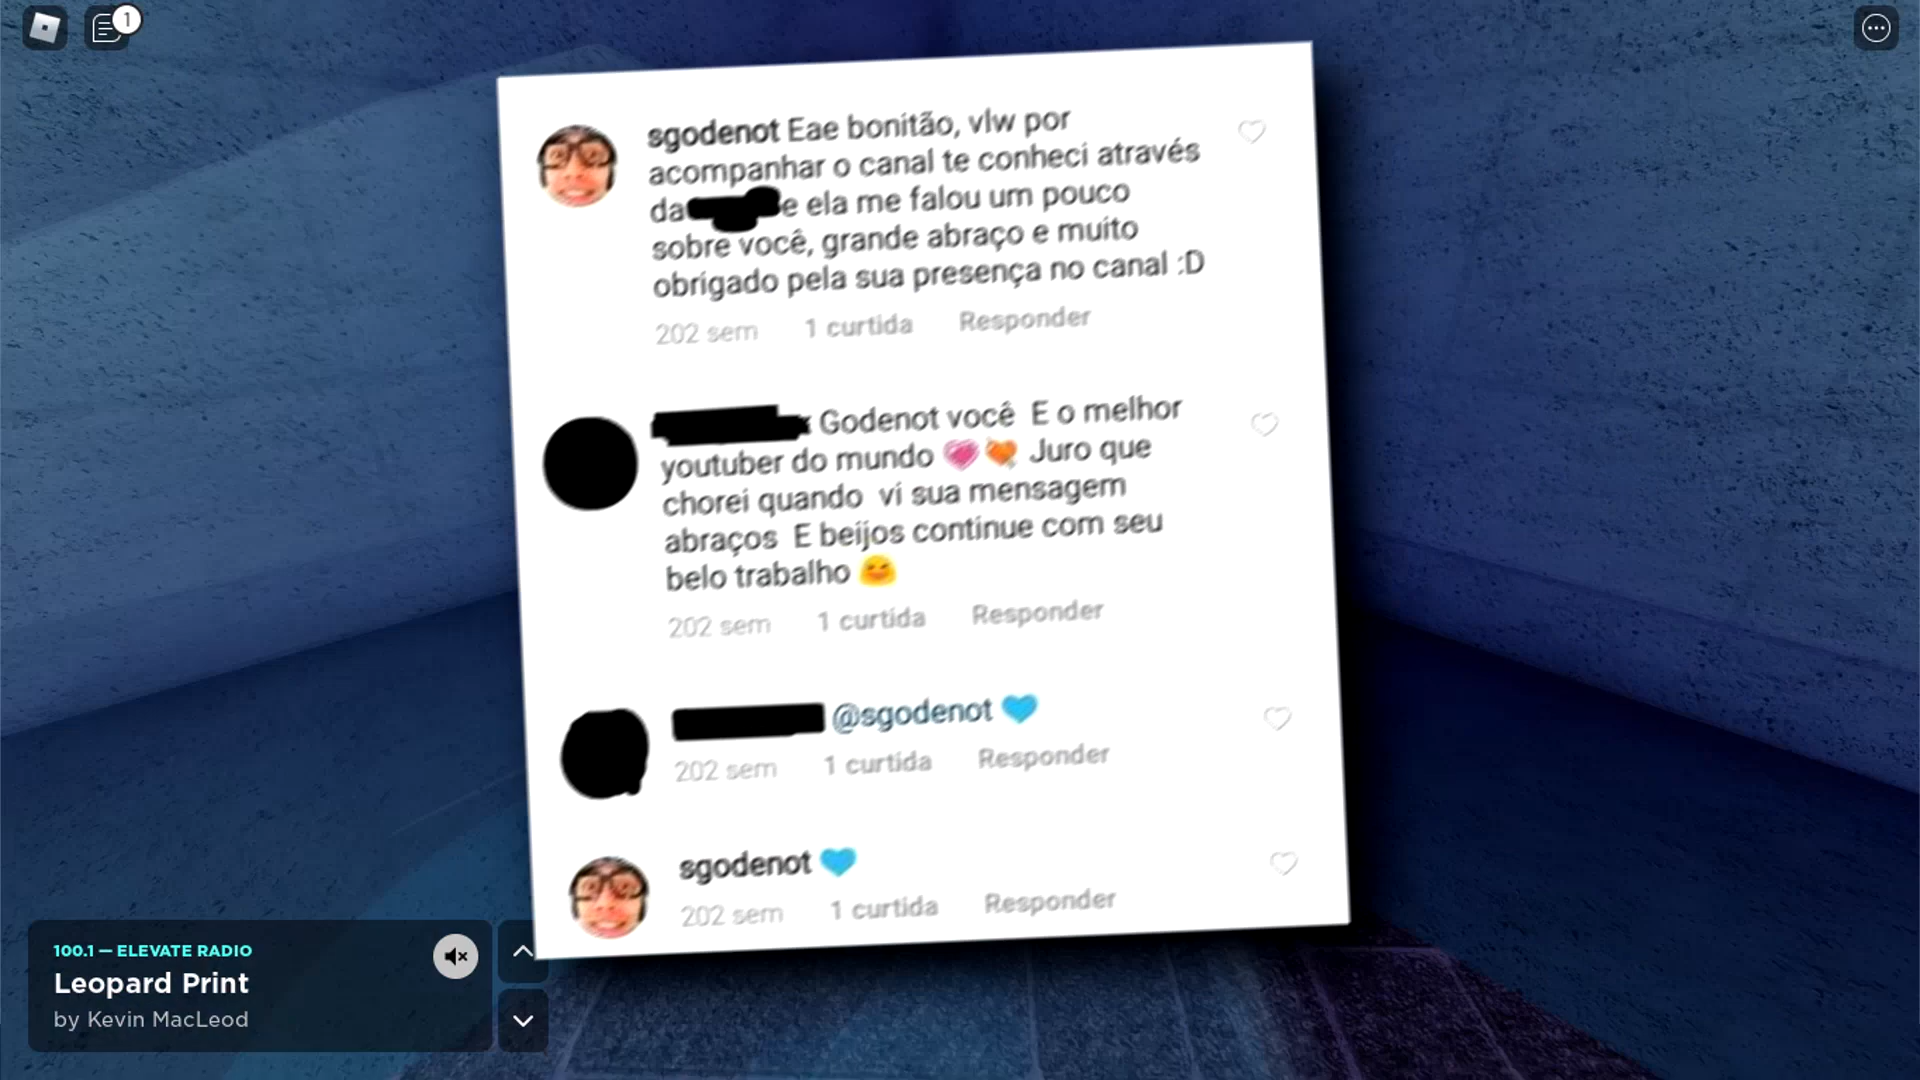 1
sgodenot Eae bonitão, vlw por
acompanhar o canal te conheci através
da e ela me falou um pouco
sobre você, grande abraço e muito
obrigado pela sua presença no canal :D
202 sem 1 curtida Responder
Godenot você E o melhor
youtuber do mundo 💗💘 Juro que
chorei quando vi sua mensagem
abraços E beijos continue com seu
belo trabalho 😊
202 sem 1 curtida Responder
@sgodenot 💙
202 sem 1 curtida Responder
sgodenot 💙
202 sem 1 curtida Responder
100.1 — ELEVATE RADIO
Leopard Print
by Kevin MacLeod